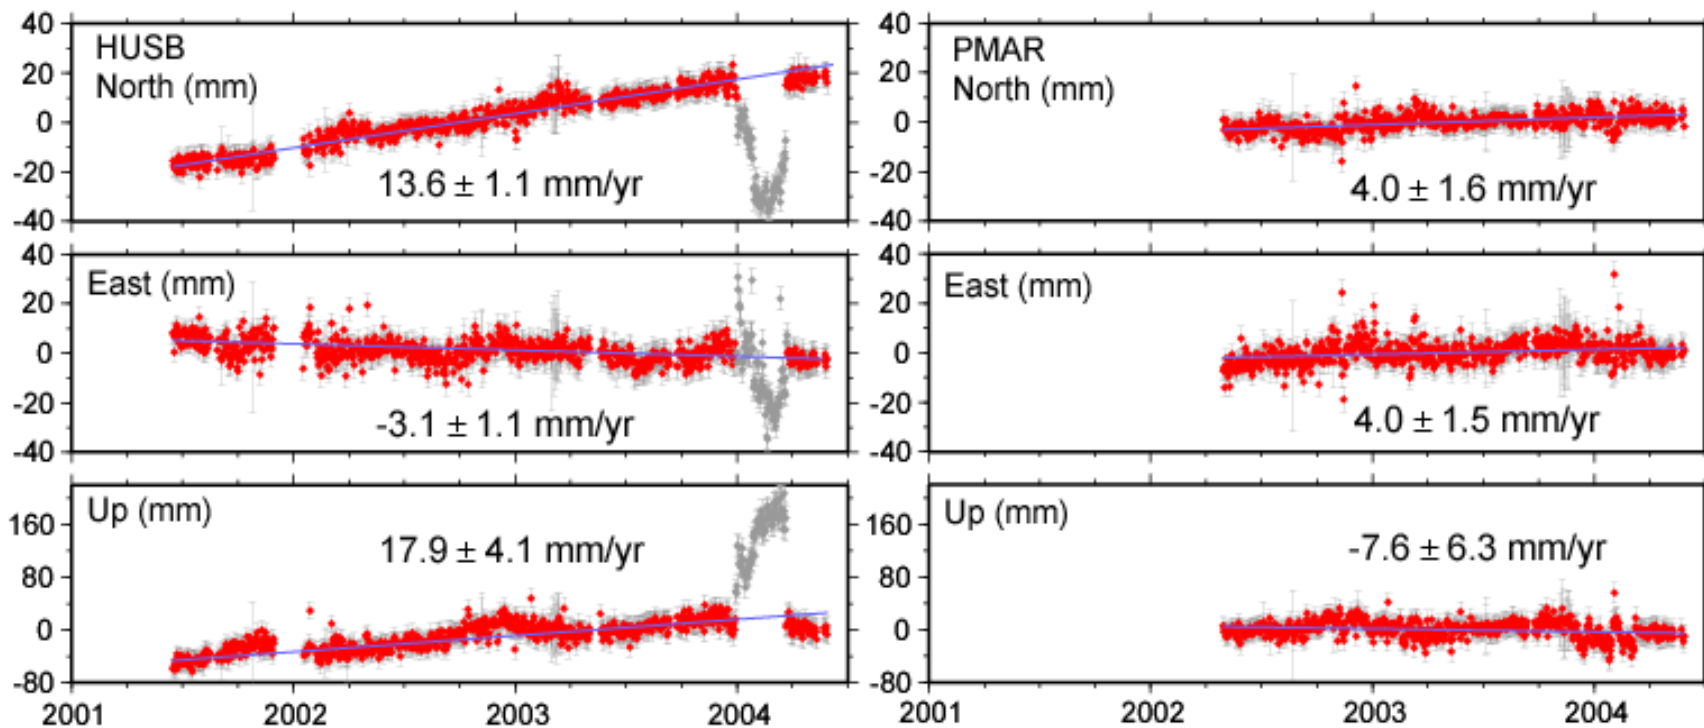 40
20
0
-20
-40
HUSB
North (mm)
13.6 ± 1.1 mm/yr
40
20
0
-20
-40
East (mm)
-3.1 ± 1.1 mm/yr
160
80
0
-80
Up (mm)
17.9 ± 4.1 mm/yr
2001 2002 2003 2004
40
20
0
-20
-40
PMAR
North (mm)
4.0 ± 1.6 mm/yr
40
20
0
-20
-40
East (mm)
4.0 ± 1.5 mm/yr
160
80
0
-80
Up (mm)
-7.6 ± 6.3 mm/yr
2001 2002 2003 2004